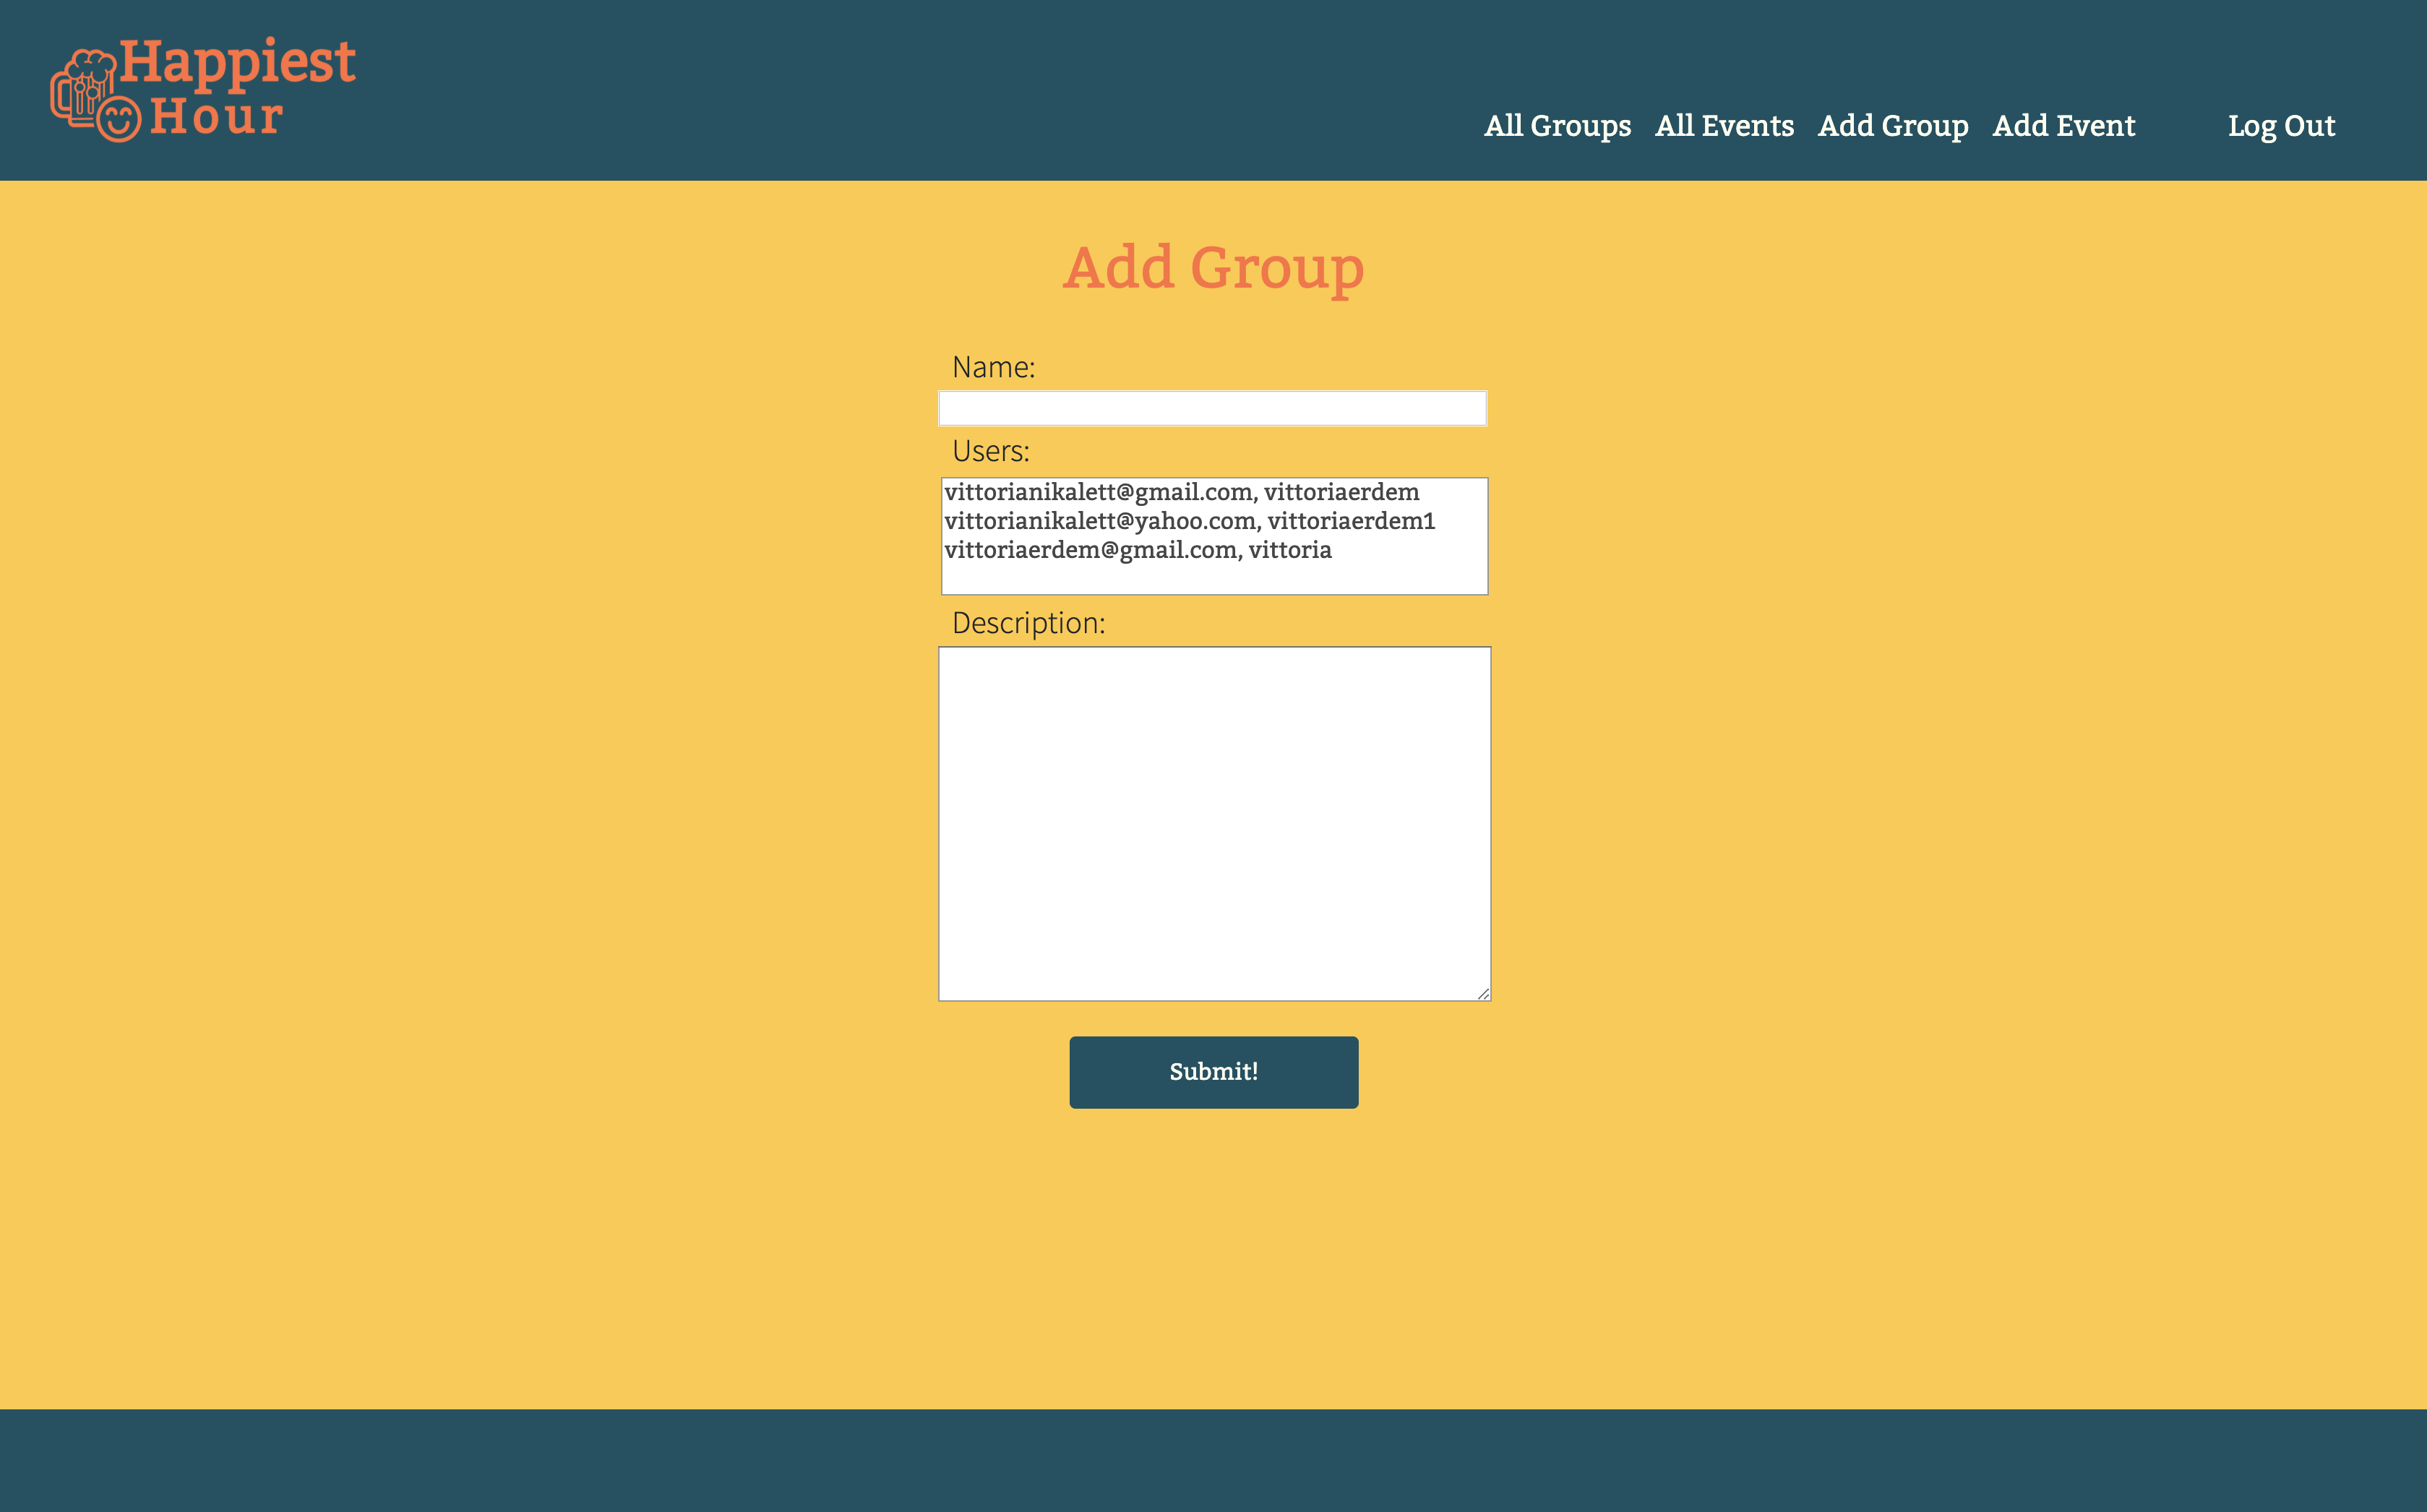 Happiest
Hour
All Groups All Events Add Group Add Event Log Out
Add Group
Name:
Users:
vittorianikalett@gmail.com, vittoriaerdem
vittorianikalett@yahoo.com, vittoriaerdem1
vittoriaerdem@gmail.com, vittoria
Description:
Submit!